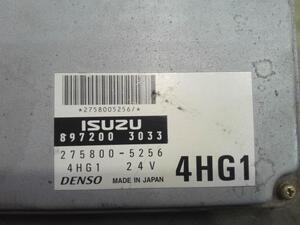 *2758005256/*
ISUZU
897200 3033
275800-5256
4HG1 24V
4HG1
DENSO MADE IN JAPAN